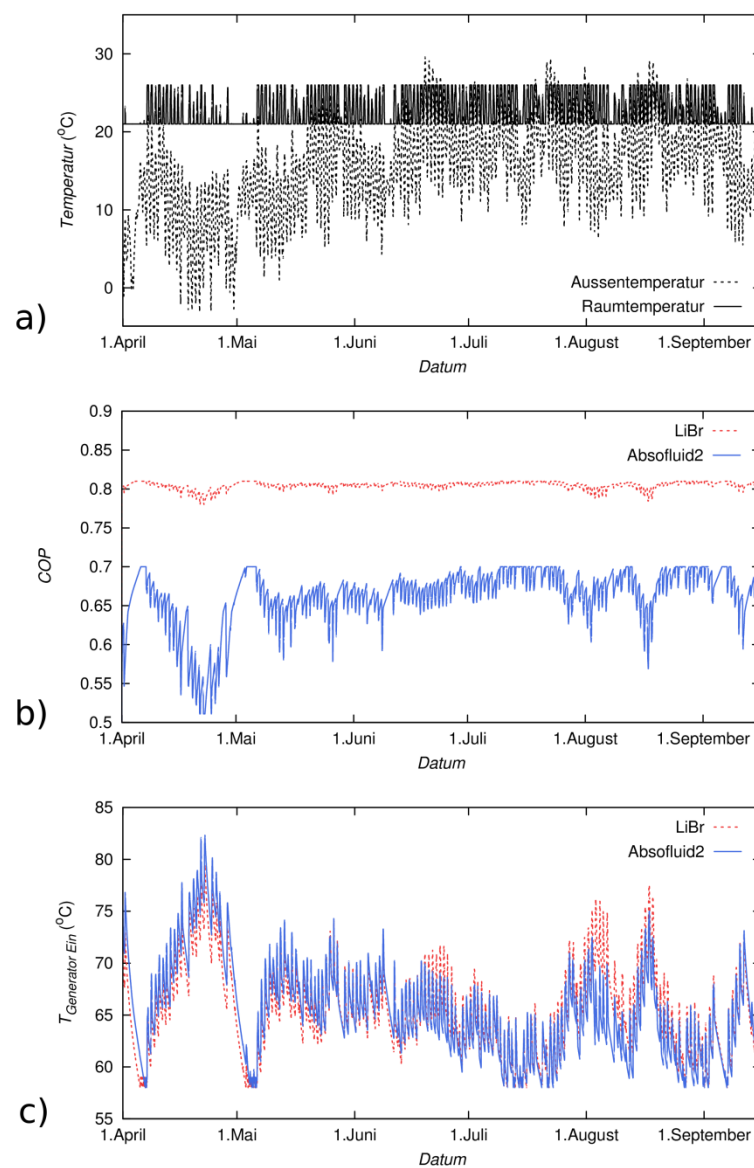 30
20
10
0
Temperatur (°C)
Aussentemperatur
Raumtemperatur
a)
1.April 1.Mai 1.Juni 1.Juli 1.August 1.September
Datum
0.9
0.85
0.8
0.75
0.7
0.65
0.6
0.55
0.5
COP
LiBr
Absofluid2
b)
1.April 1.Mai 1.Juni 1.Juli 1.August 1.September
Datum
85
80
75
70
65
60
55
T Generator Ein (°C)
LiBr
Absofluid2
c)
1.April 1.Mai 1.Juni 1.Juli 1.August 1.September
Datum